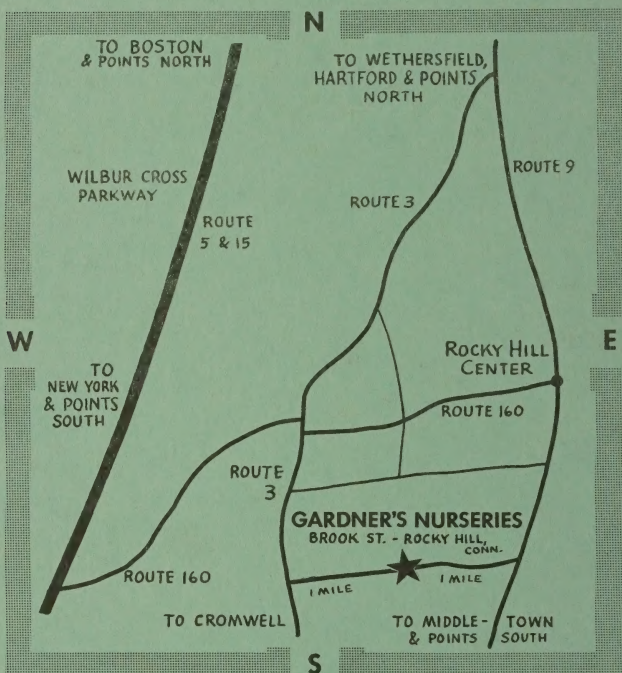 N
TO BOSTON
& POINTS NORTH
TO WETHERSFIELD,
HARTFORD & POINTS
NORTH
WILBUR CROSS
PARKWAY
ROUTE
5 & 15
ROUTE 3
ROUTE 9
W
E
TO
NEW YORK
& POINTS
SOUTH
ROCKY HILL
CENTER
ROUTE 160
ROUTE
3
GARDNER'S NURSERIES
BROOK ST. - ROCKY HILL,
CONN.
ROUTE 160
1 MILE
1 MILE
TO CROMWELL
TO MIDDLE- TOWN
& POINTS SOUTH
S